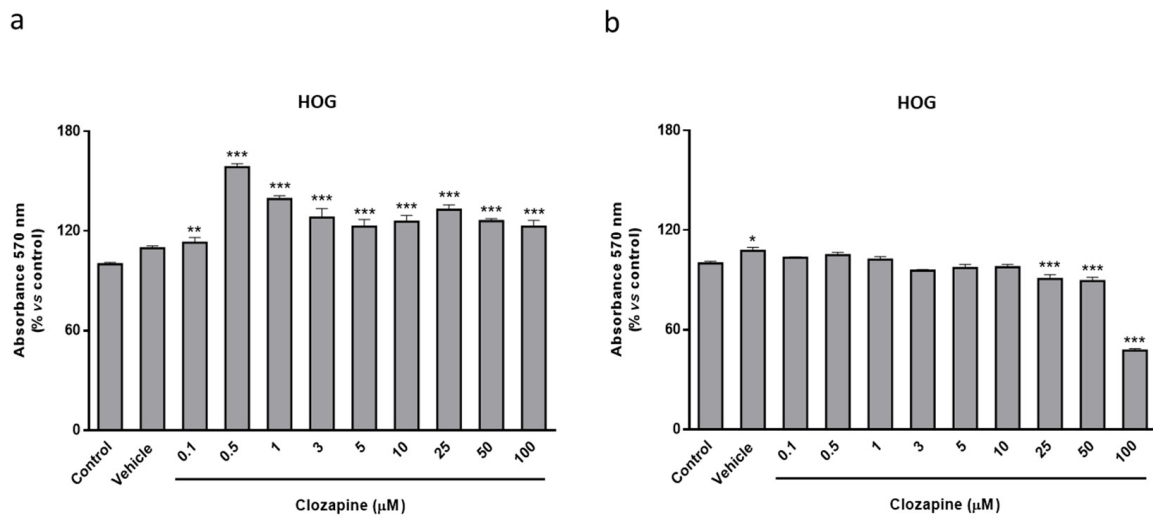 a
HOG
Absorbance 570 nm
(% vs control)
180
120
60
0
** *** *** *** *** *** *** *** ***
Control Vehicle 0.1 0.5 1 3 5 10 25 50 100
Clozapine (μM)
b
HOG
Absorbance 570 nm
(% vs control)
180
120
60
0
* *** *** ***
Control Vehicle 0.1 0.5 1 3 5 10 25 50 100
Clozapine (μM)